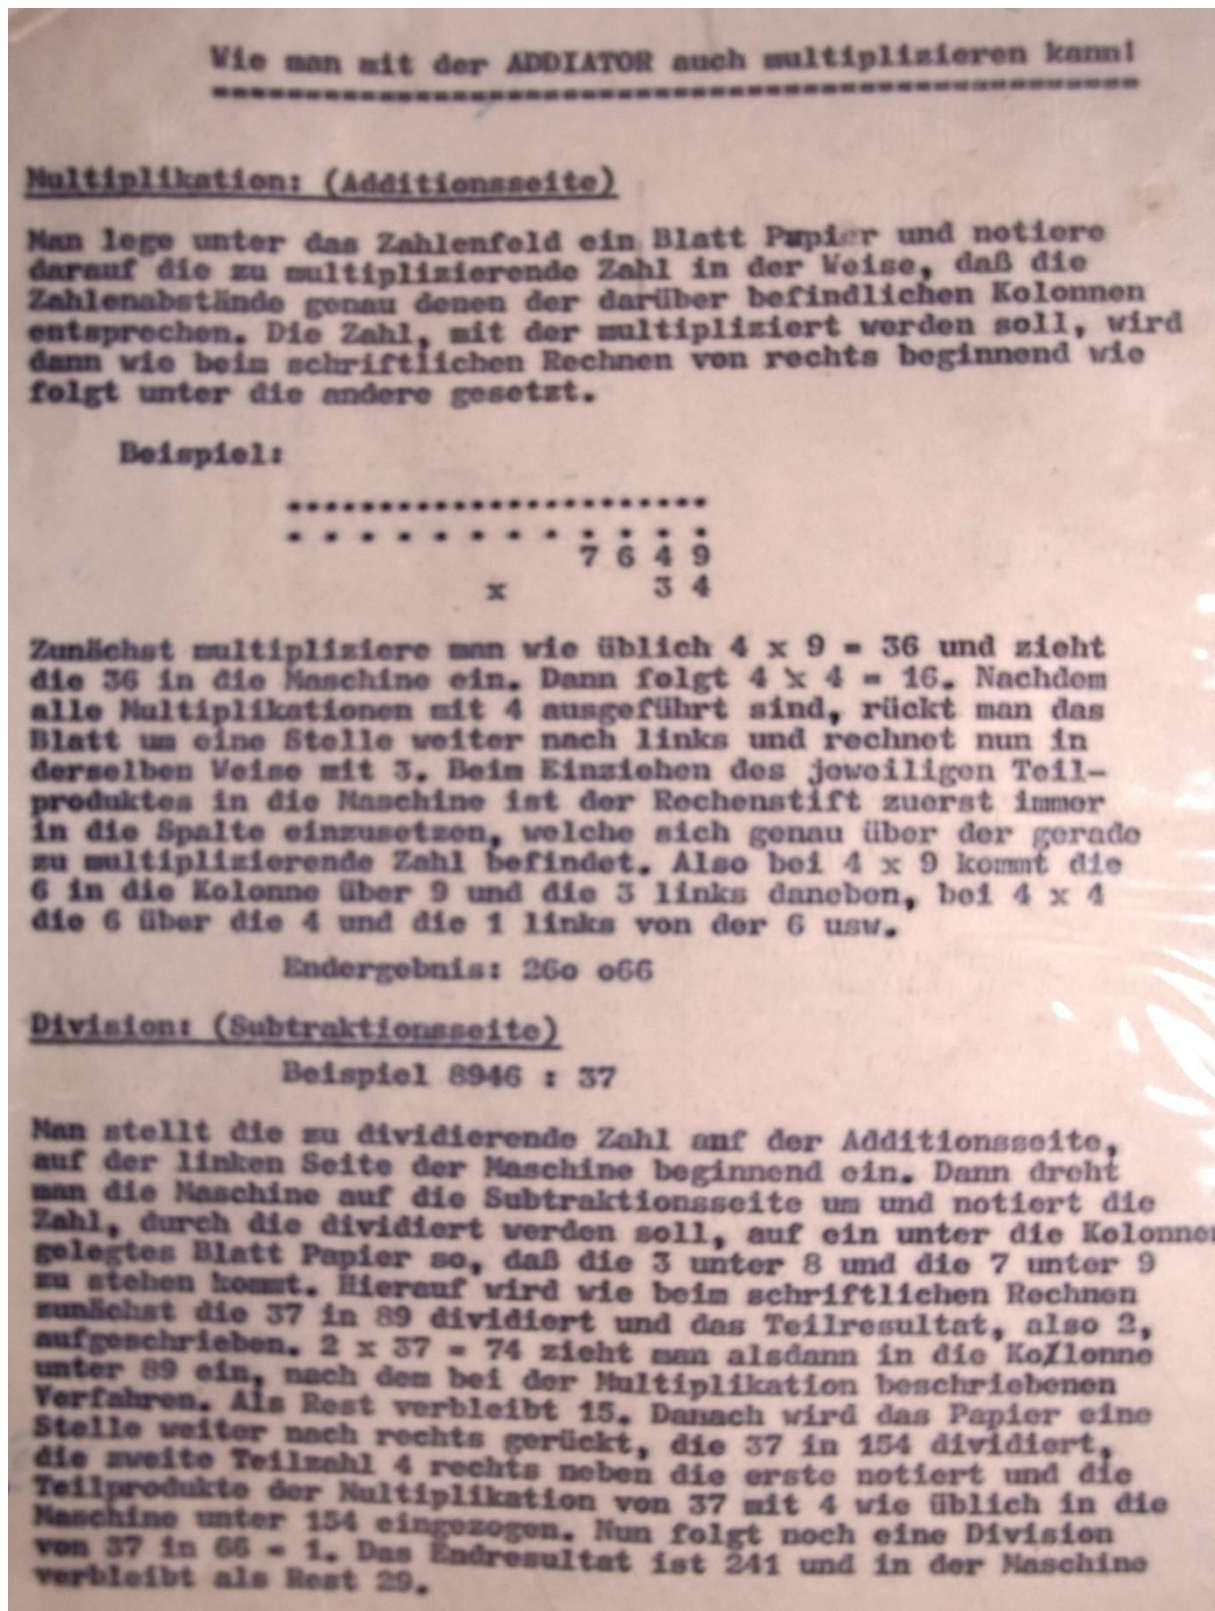 Wie man mit der ADDIATOR auch multiplizieren kann!
Multiplikation: (Additionsseite)
Man lege unter das Zahlenfeld ein Blatt Papier und notiere
darauf die zu multiplizierende Zahl in der Weise, daß die
Zahlenabstände genau denen der darüber befindlichen Kolonnen
entsprechen. Die Zahl, mit der multipliziert werden soll, wird
dann wie beim schriftlichen Rechnen von rechts beginnend wie
folgt unter die andere gesetzt.
Beispiel:
.......................
. . . . . . . . . . . .
7 6 4 9
x 3 4
Zunächst multipliziere man wie üblich 4 x 9 = 36 und zieht
die 36 in die Maschine ein. Dann folgt 4 x 4 = 16. Nachdem
alle Multiplikationen mit 4 ausgeführt sind, rückt man das
Blatt um eine Stelle weiter nach links und rechnet nun in
derselben Weise mit 3. Beim Einziehen des jeweiligen Teil-
produktes in die Maschine ist der Rechenstift zuerst immer
in die Spalte einzusetzen, welche sich genau über der gerade
zu multiplizierende Zahl befindet. Also bei 4 x 9 kommt die
6 in die Kolonne über 9 und die 3 links daneben, bei 4 x 4
die 6 über die 4 und die 1 links von der 6 usw.
Endergebnis: 26o o66
Division: (Subtraktionsseite)
Beispiel 8946 : 37
Man stellt die zu dividierende Zahl auf der Additionsseite,
auf der linken Seite der Maschine beginnend ein. Dann dreht
man die Maschine auf die Subtraktionsseite um und notiert die
Zahl, durch die dividiert werden soll, auf ein unter die Kolonnen
gelegtes Blatt Papier so, daß die 3 unter 8 und die 7 unter 9
zu stehen kommt. Hierauf wird wie beim schriftlichen Rechnen
zunächst die 37 in 89 dividiert und das Teilresultat, also 2,
aufgeschrieben. 2 x 37 = 74 zieht man alsdann in die Kollonne
unter 89 ein, nach dem bei der Multiplikation beschriebenen
Verfahren. Als Rest verbleibt 15. Danach wird das Papier eine
Stelle weiter nach rechts gerückt, die 37 in 154 dividiert,
die zweite Teilzahl 4 rechts neben die erste notiert und die
Teilprodukte der Multiplikation von 37 mit 4 wie üblich in die
Maschine unter 154 eingezogen. Nun folgt noch eine Division
von 37 in 66 = 1. Das Endresultat ist 241 und in der Maschine
verbleibt als Rest 29.